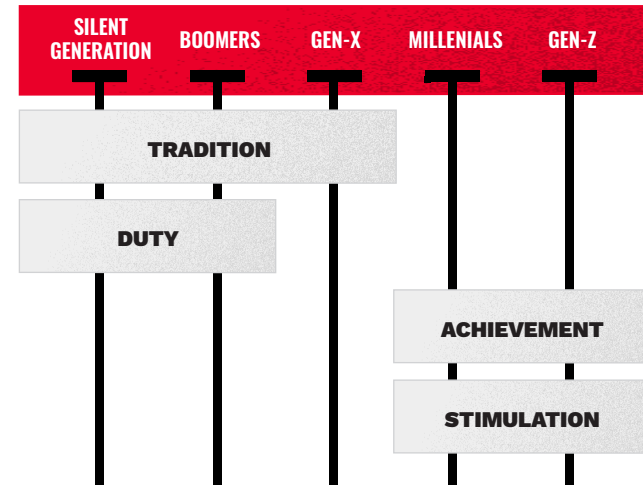 SILENT
GENERATION
BOOMERS
GEN-X
MILLENIALS
GEN-Z
TRADITION
DUTY
ACHIEVEMENT
STIMULATION